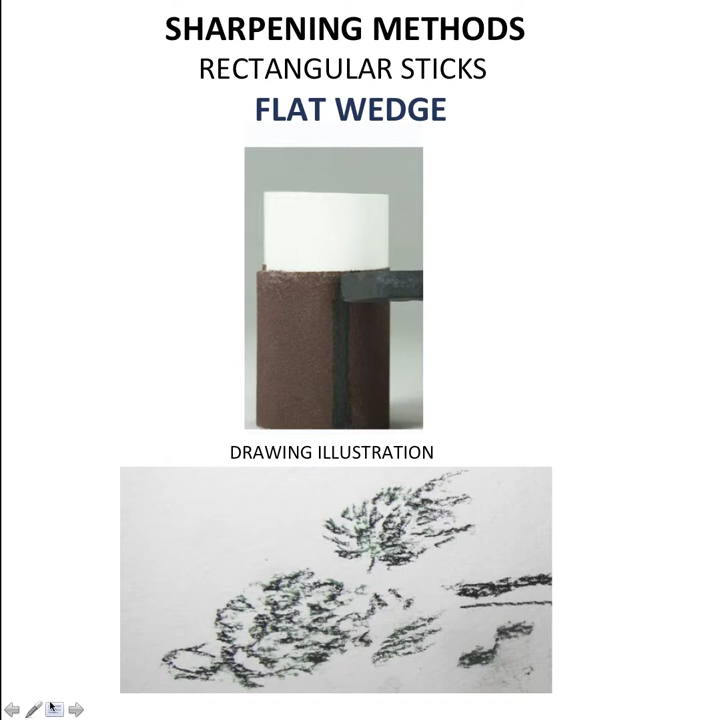 SHARPENING METHODS
RECTANGULAR STICKS
FLAT WEDGE
DRAWING ILLUSTRATION